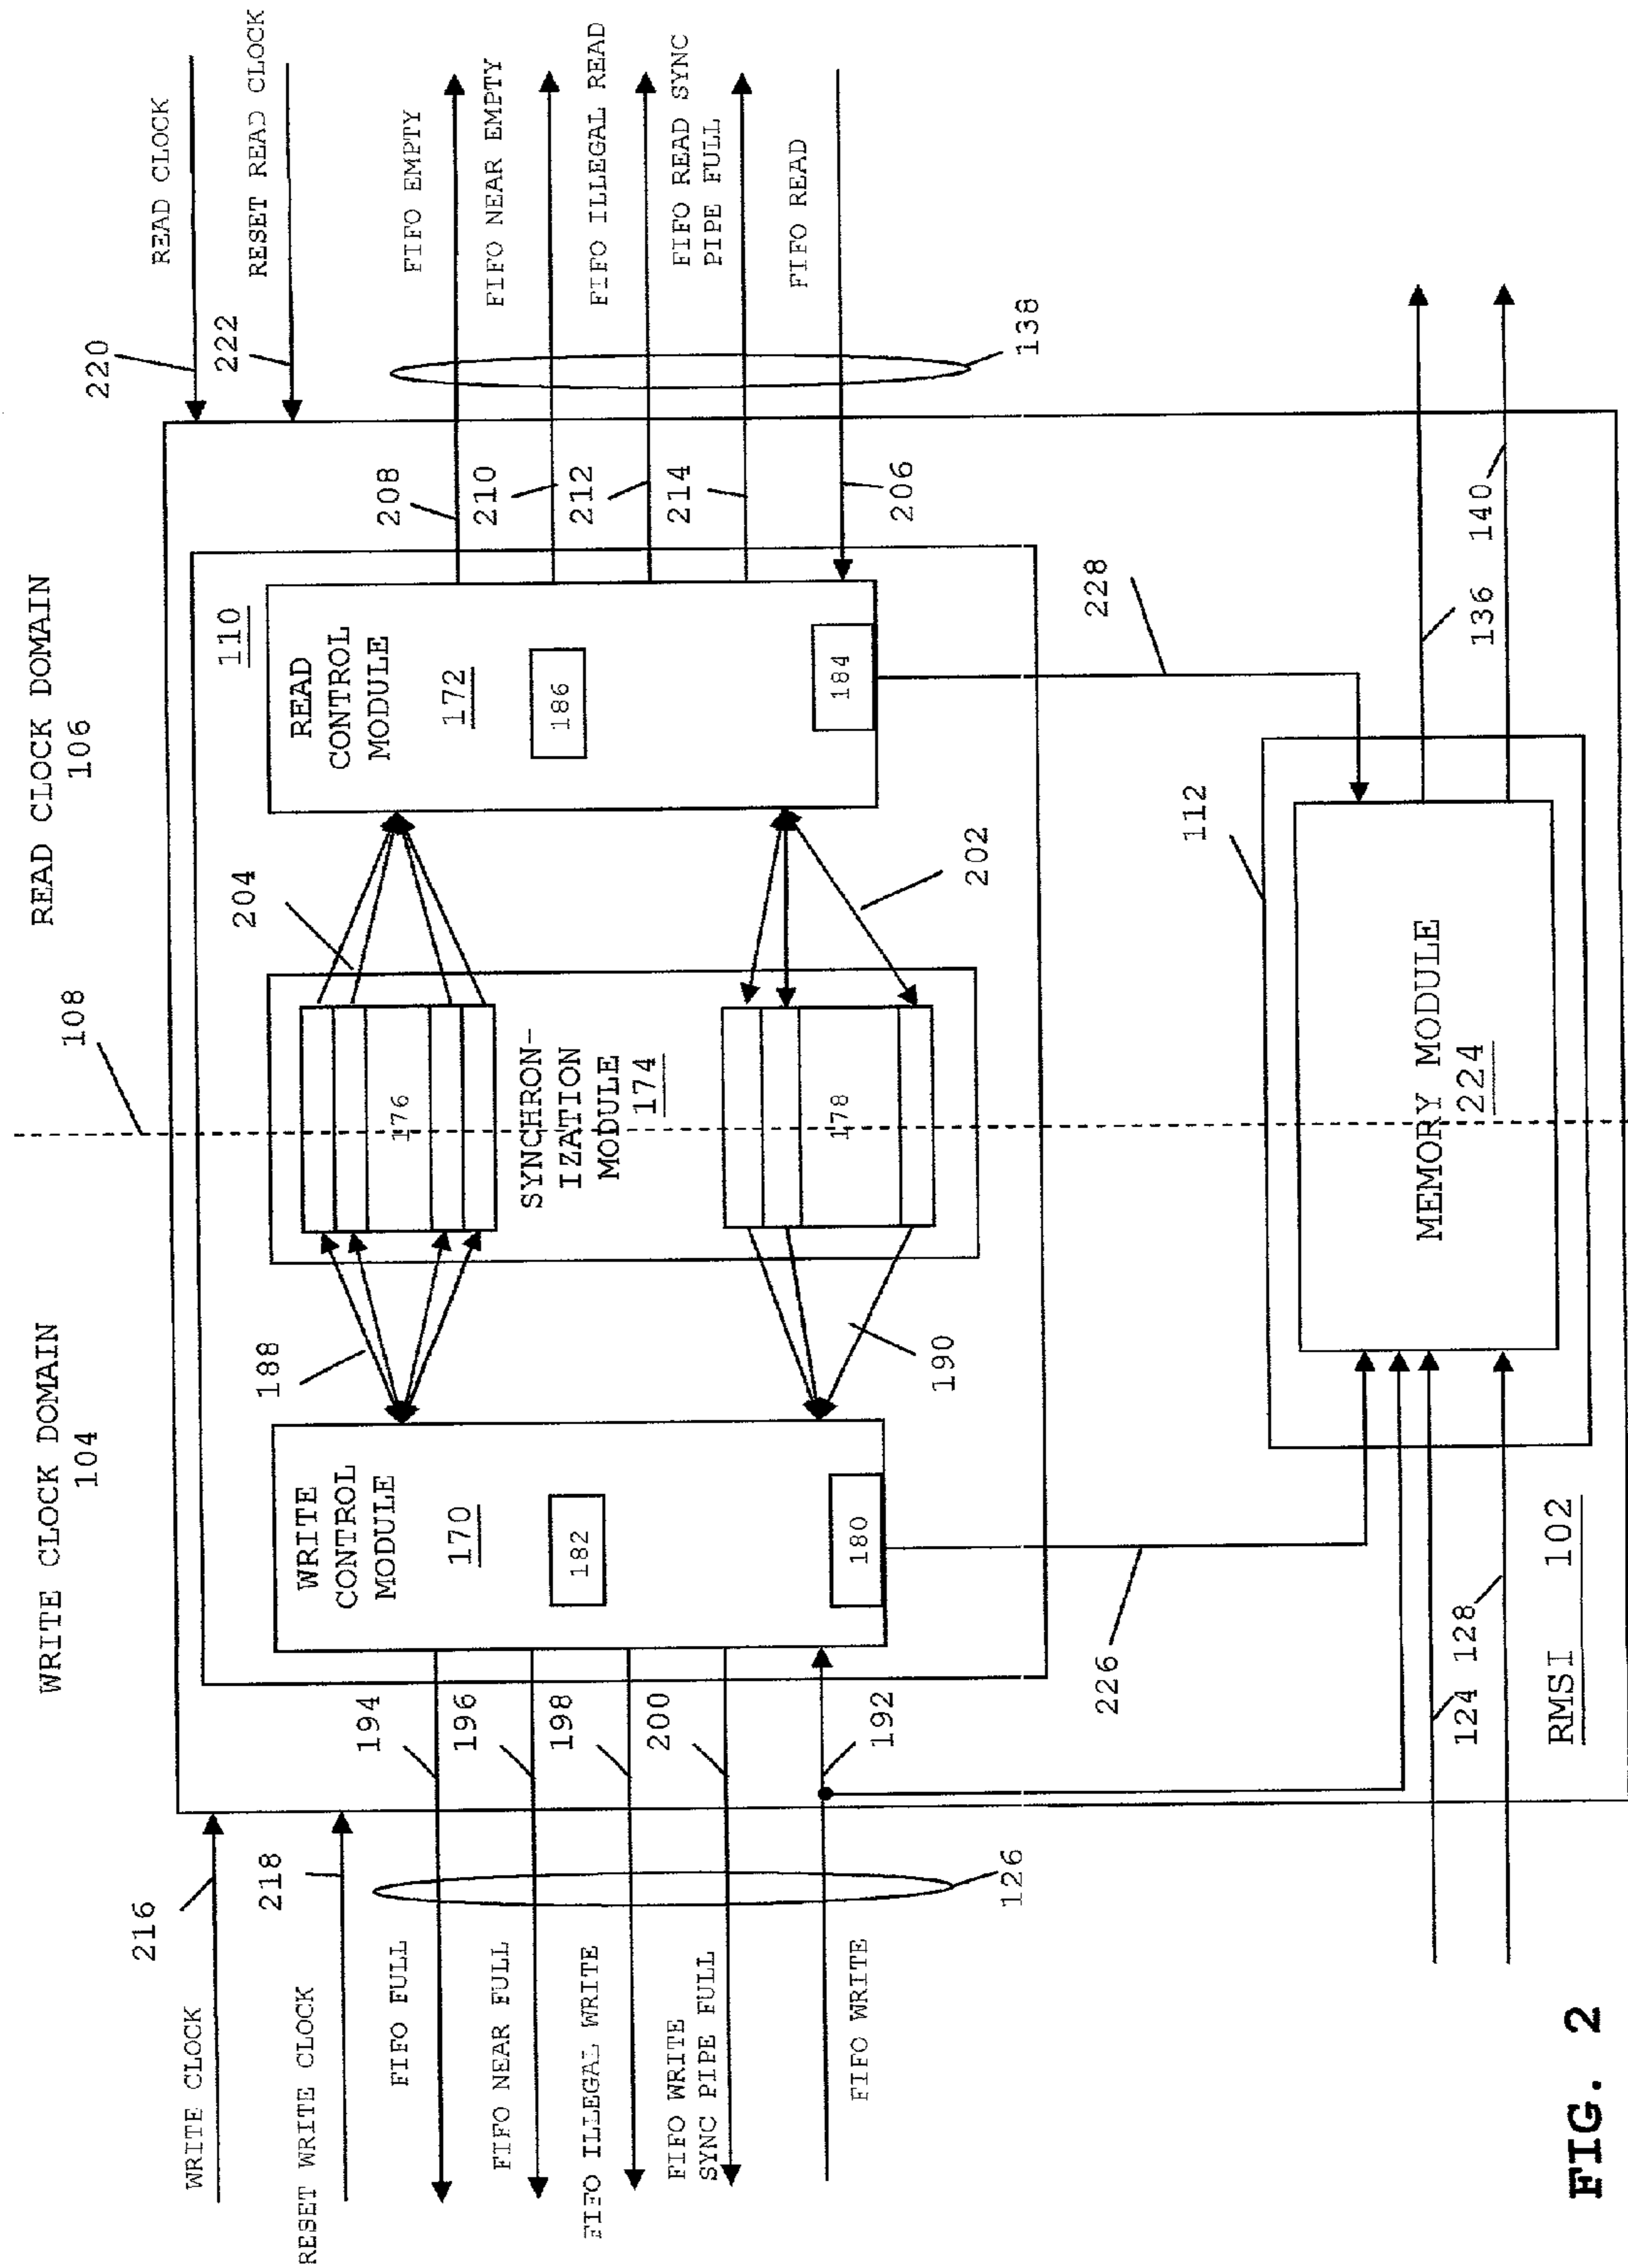 WRITE CLOCK DOMAIN
104
108
READ CLOCK DOMAIN
106
216
WRITE CLOCK
218
RESET WRITE CLOCK
220
READ CLOCK
222
RESET READ CLOCK
194
FIFO FULL
196
FIFO NEAR FULL
198
FIFO ILLEGAL WRITE
200
FIFO WRITE
SYNC PIPE FULL
192
FIFO WRITE
126
WRITE
CONTROL
MODULE
170
182
180
188
190
176
SYNCHRON-
IZATION
MODULE
174
178
204
202
110
READ
CONTROL
MODULE
172
186
184
208
FIFO EMPTY
210
FIFO NEAR EMPTY
212
FIFO ILLEGAL READ
214
FIFO READ SYNC
PIPE FULL
206
FIFO READ
138
226
228
112
MEMORY MODULE
224
124
128
136
140
RMSI 102
FIG. 2